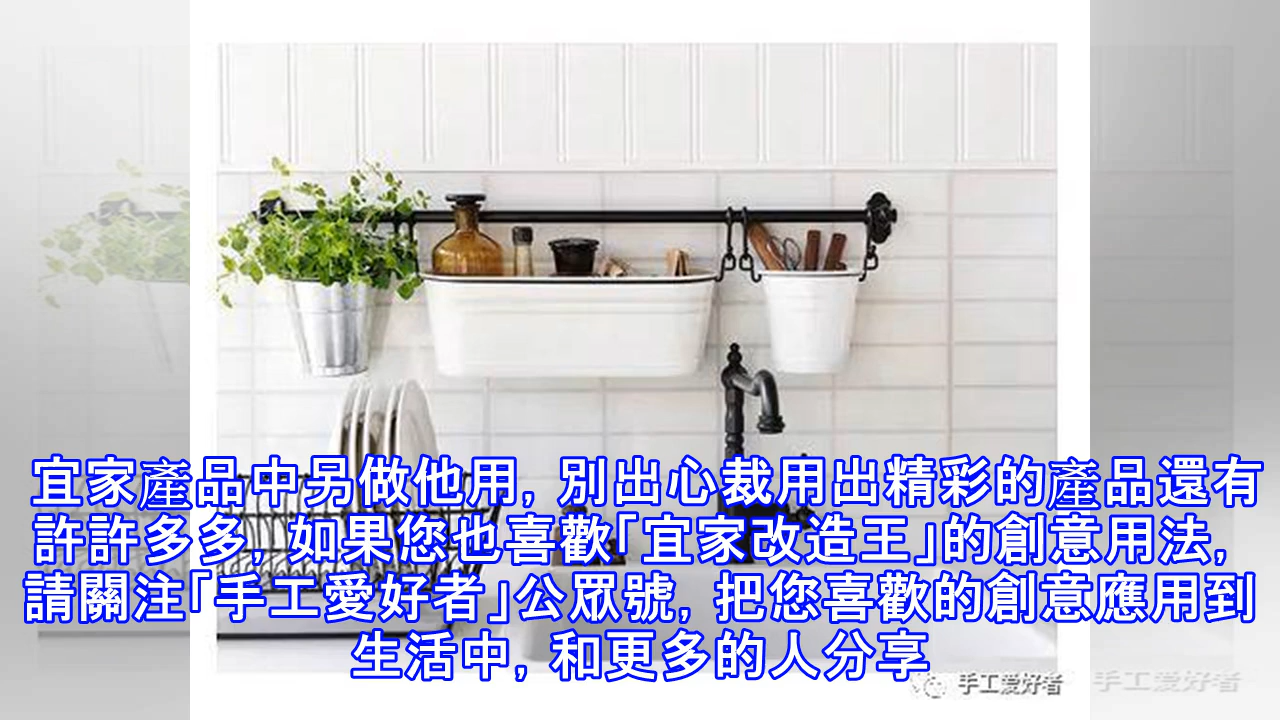 宜家產品中另做他用, 別出心裁用出精彩的產品還有
許許多多, 如果您也喜歡「宜家改造王」的創意用法,
請關注「手工愛好者」公眾號, 把您喜歡的創意應用到
生活中, 和更多的人分享
手工爱好者
手工爱好者